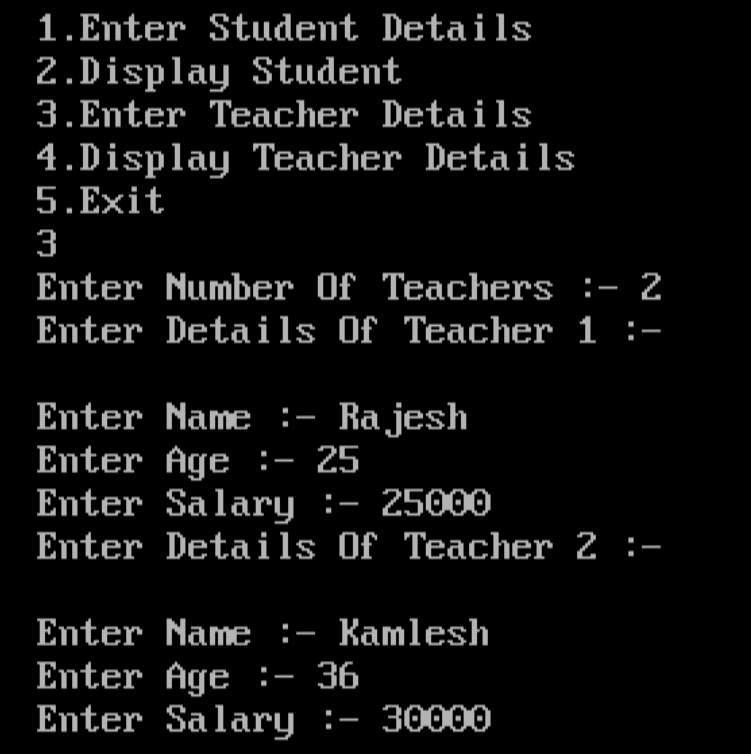 1.Enter Student Details
2.Display Student
3.Enter Teacher Details
4.Display Teacher Details
5.Exit
3
Enter Number Of Teachers :- 2
Enter Details Of Teacher 1 :-
Enter Name :- Rajesh
Enter Age :- 25
Enter Salary :- 25000
Enter Details Of Teacher 2 :-
Enter Name :- Kamlesh
Enter Age :- 36
Enter Salary :- 30000